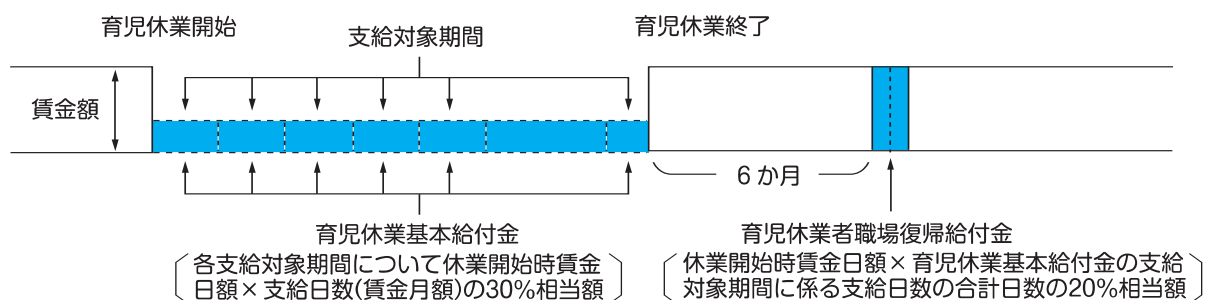 育児休業開始
支給対象期間
育児休業終了
賃金額
6か月
育児休業基本給付金
各支給対象期間について休業開始時賃金
日額×支給日数(賃金月額)の30%相当額
育児休業者職場復帰給付金
休業開始時賃金日額×育児休業基本給付金の支給
対象期間に係る支給日数の合計日数の20%相当額